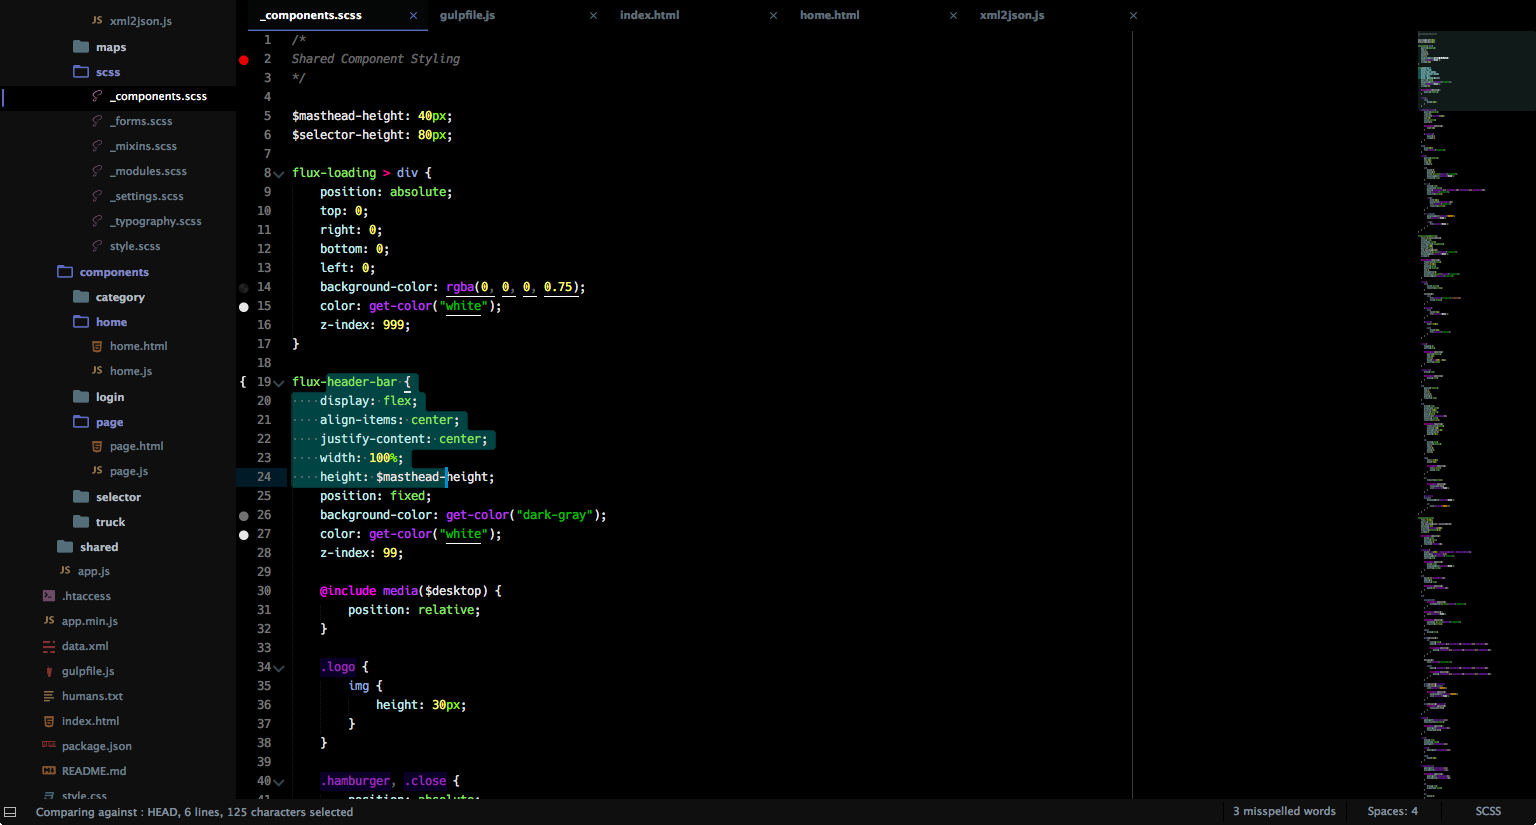 xml2json.js
maps
scss
_components.scss
_forms.scss
_mixins.scss
_modules.scss
_settings.scss
_typography.scss
style.scss
components
category
home
home.html
home.js
login
page
page.html
page.js
selector
truck
shared
app.js
.htaccess
app.min.js
data.xml
gulpfile.js
humans.txt
index.html
package.json
README.md
style.css
_components.scss × gulpfile.js × index.html × home.html × xml2json.js ×
1 /*
2 Shared Component Styling
3 */
4
5 $masthead-height: 40px;
6 $selector-height: 80px;
7
8 flux-loading > div {
9 position: absolute;
10 top: 0;
11 right: 0;
12 bottom: 0;
13 left: 0;
14 background-color: rgba(0, 0, 0, 0.75);
15 color: get-color("white");
16 z-index: 999;
17 }
18
{ 19 flux-header-bar {
20 display: flex;
21 align-items: center;
22 justify-content: center;
23 width: 100%;
24 height: $masthead-height;
25 position: fixed;
26 background-color: get-color("dark-gray");
27 color: get-color("white");
28 z-index: 99;
29
30 @include media($desktop) {
31 position: relative;
32 }
33
34 .logo {
35 img {
36 height: 30px;
37 }
38 }
39
40 .hamburger, .close {
41 position: absolute;
Comparing against : HEAD, 6 lines, 125 characters selected
3 misspelled words
Spaces: 4
SCSS